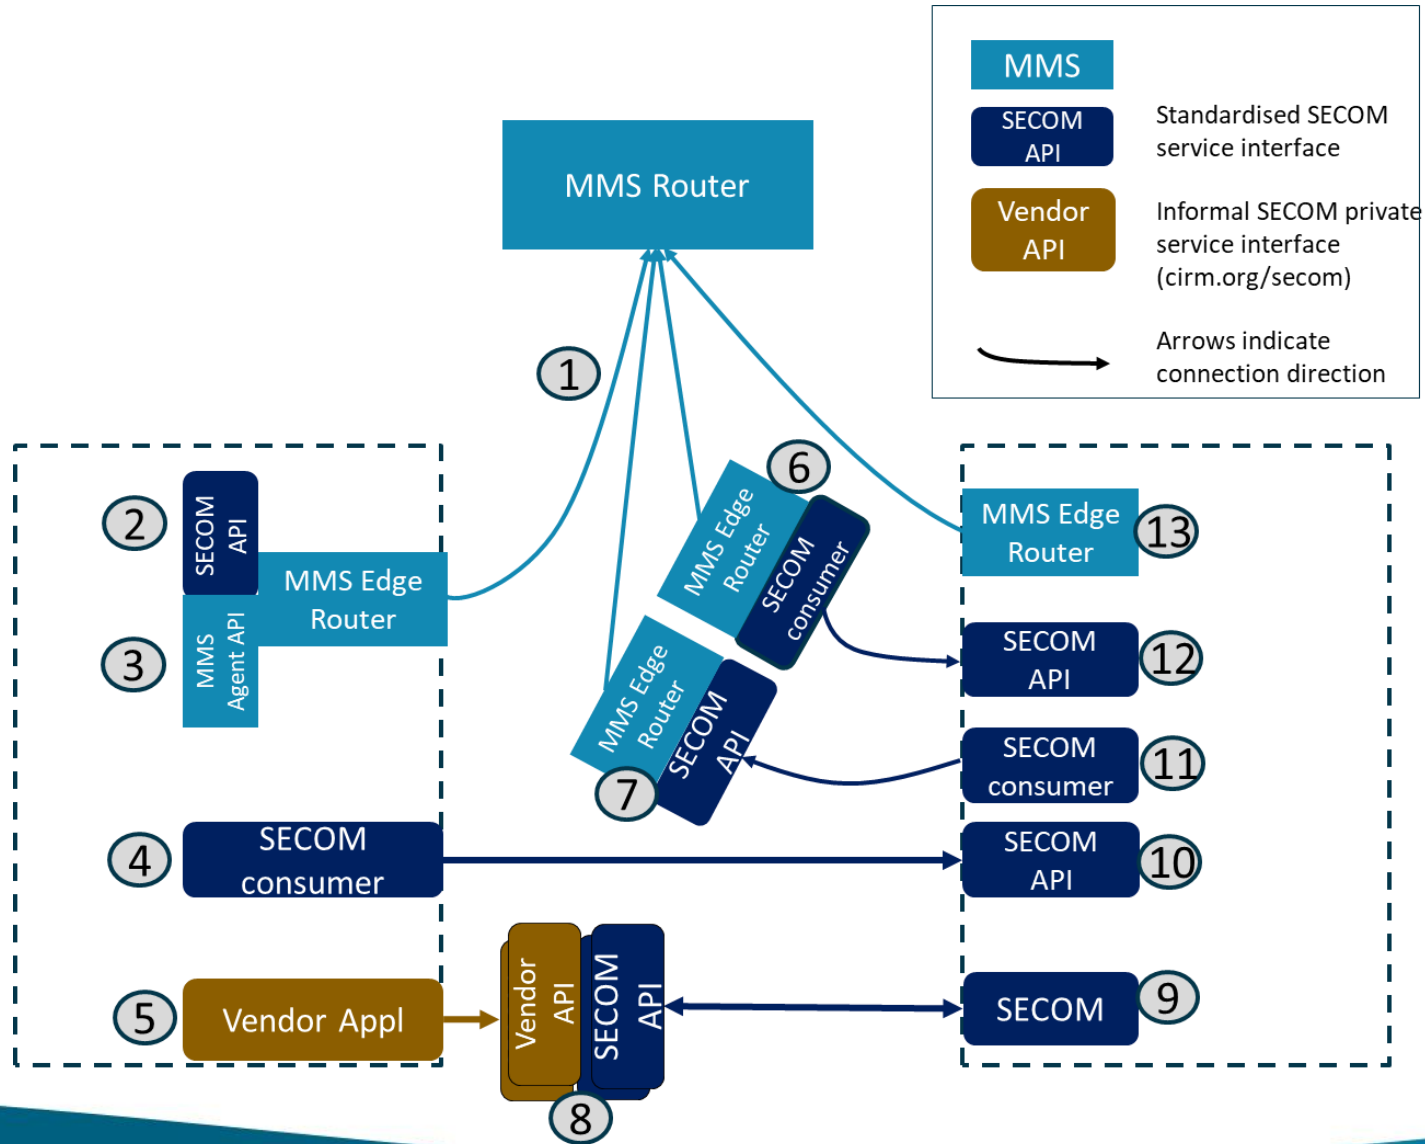 MMS
SECOM
API
Standardised SECOM
service interface
Vendor
API
Informal SECOM private
service interface
(cirm.org/secom)
Arrows indicate
connection direction
MMS Router
1
2
SECOM
API
MMS Edge
Router
3
MMS
Agent API
6
MMS Edge
Router
SECOM
consumer
MMS Edge
Router
SECOM
API
7
MMS Edge
Router
13
SECOM
API
12
SECOM
consumer
11
4
SECOM
consumer
SECOM
API
10
5
Vendor Appl
Vendor
API
SECOM
API
8
SECOM
9